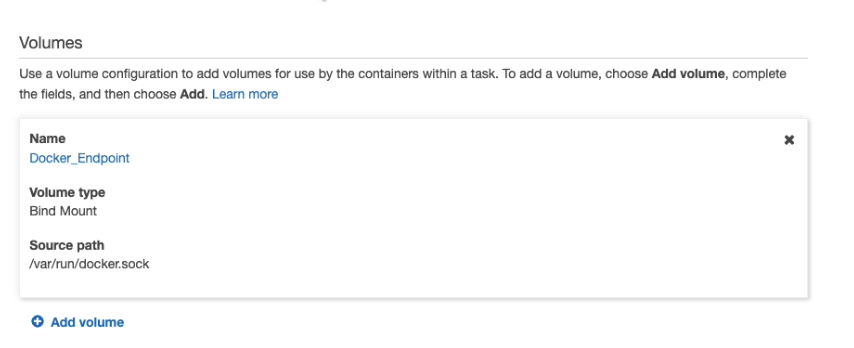 Volumes
Use a volume configuration to add volumes for use by the containers within a task. To add a volume, choose Add volume, complete
the fields, and then choose Add. Learn more
Name
Docker_Endpoint
Volume type
Bind Mount
Source path
/var/run/docker.sock
Add volume